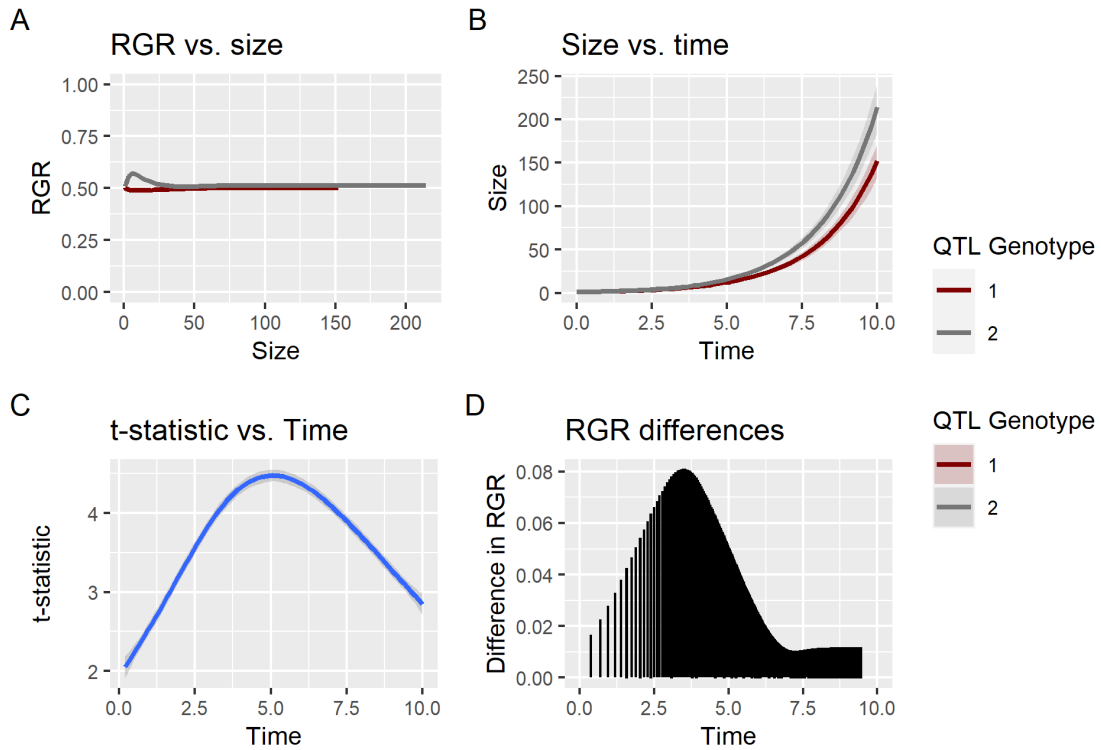 A
RGR vs. size
1.00
0.75
0.50
0.25
0.00
RGR
0
50
100
150
200
Size
B
Size vs. time
250
200
150
100
50
0
Size
0.0
2.5
5.0
7.5
10.0
Time
QTL Genotype
1
2
C
t-statistic vs. Time
4
3
2
t-statistic
0.0
2.5
5.0
7.5
10.0
Time
D
RGR differences
0.08
0.06
0.04
0.02
0.00
Difference in RGR
0.0
2.5
5.0
7.5
10.0
Time
QTL Genotype
1
2